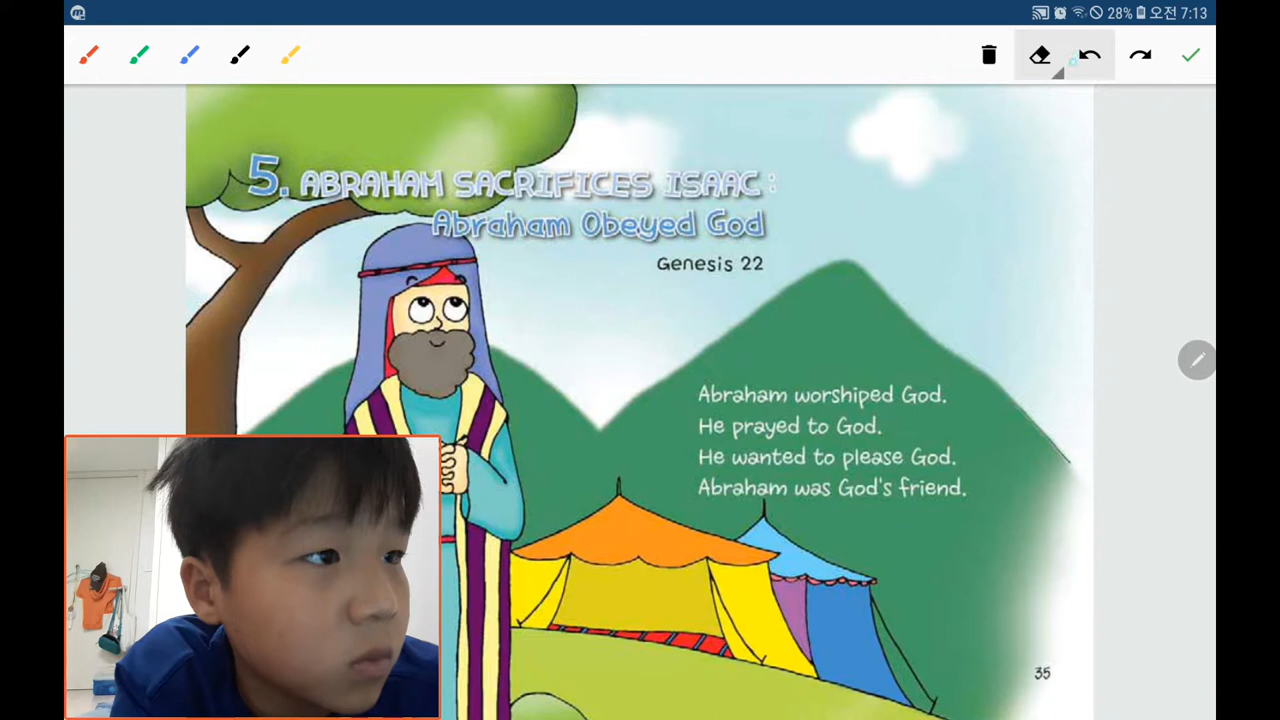 28% 오전 7:13
5. ABRAHAM SACRIFICES ISAAC :
Abraham Obeyed God
Genesis 22
Abraham worshiped God.
He prayed to God.
He wanted to please God.
Abraham was God's friend.
35